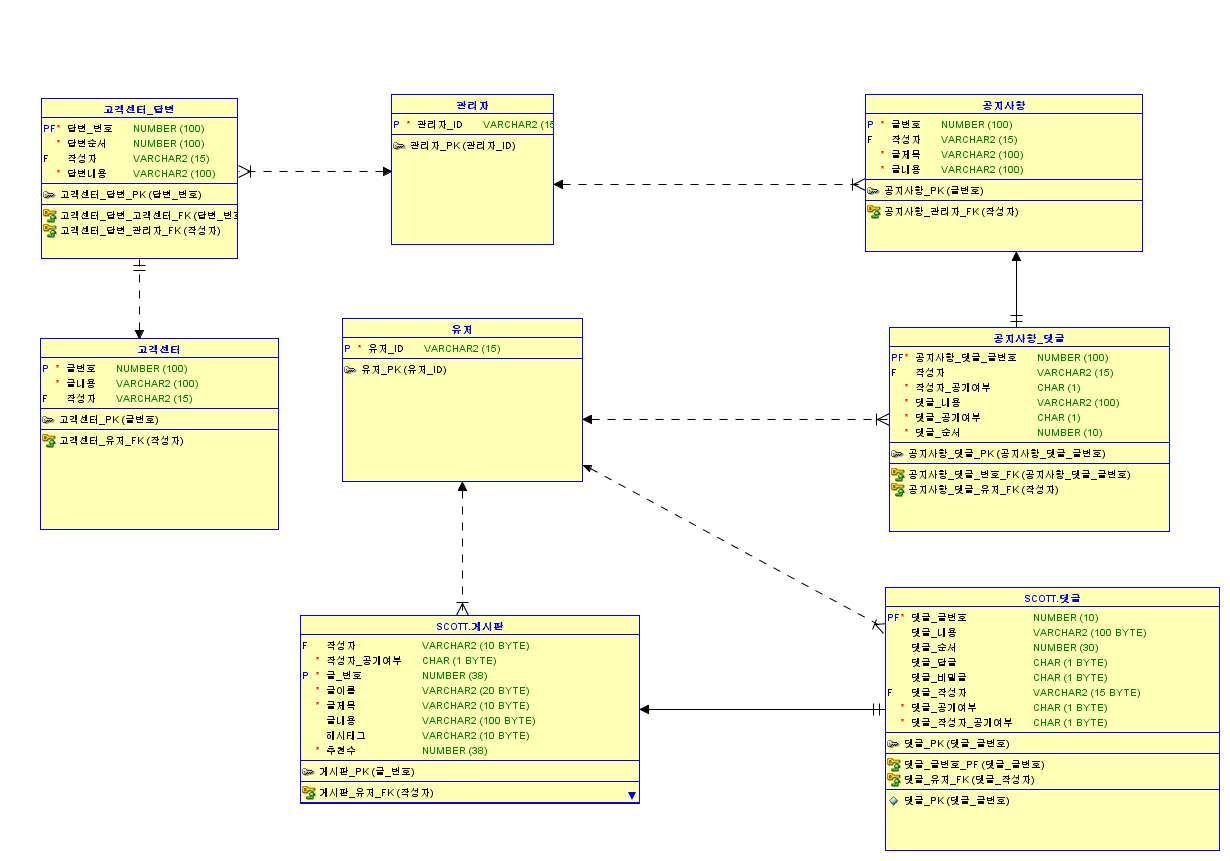 고객센터_답변
PF* 답변_번호 NUMBER (100)
* 답변순서 NUMBER (100)
F 작성자 VARCHAR2 (15)
* 답변내용 VARCHAR2 (100)
고객센터_답변_PK (답변_번호)
고객센터_답변_고객센터_FK (답변_번호
고객센터_답변_관리자_FK (작성자)
관리자
P * 관리자_ID VARCHAR2 (15
관리자_PK (관리자_ID)
공지사항
P * 글번호 NUMBER (100)
F 작성자 VARCHAR2 (15)
* 글제목 VARCHAR2 (100)
* 글내용 VARCHAR2 (100)
공지사항_PK (글번호)
공지사항_관리자_FK (작성자)
고객센터
P * 글번호 NUMBER (100)
* 글내용 VARCHAR2 (100)
F 작성자 VARCHAR2 (15)
고객센터_PK (글번호)
고객센터_유저_FK (작성자)
유저
P * 유저_ID VARCHAR2 (15)
유저_PK (유저_ID)
공지사항_댓글
PF* 공지사항_댓글_글번호 NUMBER (100)
F 작성자 VARCHAR2 (15)
* 작성자_공개여부 CHAR (1)
* 댓글_내용 VARCHAR2 (100)
* 댓글_공개여부 CHAR (1)
* 댓글_순서 NUMBER (10)
공지사항_댓글_PK (공지사항_댓글_글번호)
공지사항_댓글_번호_FK (공지사항_댓글_글번호)
공지사항_댓글_유저_FK (작성자)
SCOTT.게시판
F 작성자 VARCHAR2 (10 BYTE)
* 작성자_공개여부 CHAR (1 BYTE)
P * 글_번호 NUMBER (38)
* 글이름 VARCHAR2 (20 BYTE)
* 글제목 VARCHAR2 (10 BYTE)
글내용 VARCHAR2 (100 BYTE)
해시태그 VARCHAR2 (10 BYTE)
* 추천수 NUMBER (38)
게시판_PK (글_번호)
게시판_유저_FK (작성자)
SCOTT.댓글
PF* 댓글_글번호 NUMBER (10)
댓글_내용 VARCHAR2 (100 BYTE)
댓글_순서 NUMBER (30)
댓글_답글 CHAR (1 BYTE)
댓글_비밀글 CHAR (1 BYTE)
F 댓글_작성자 VARCHAR2 (15 BYTE)
* 댓글_공개여부 CHAR (1 BYTE)
* 댓글_작성자_공개여부 CHAR (1 BYTE)
댓글_PK (댓글_글번호)
댓글_글번호_PF (댓글_글번호)
댓글_유저_FK (댓글_작성자)
댓글_PK (댓글_글번호)